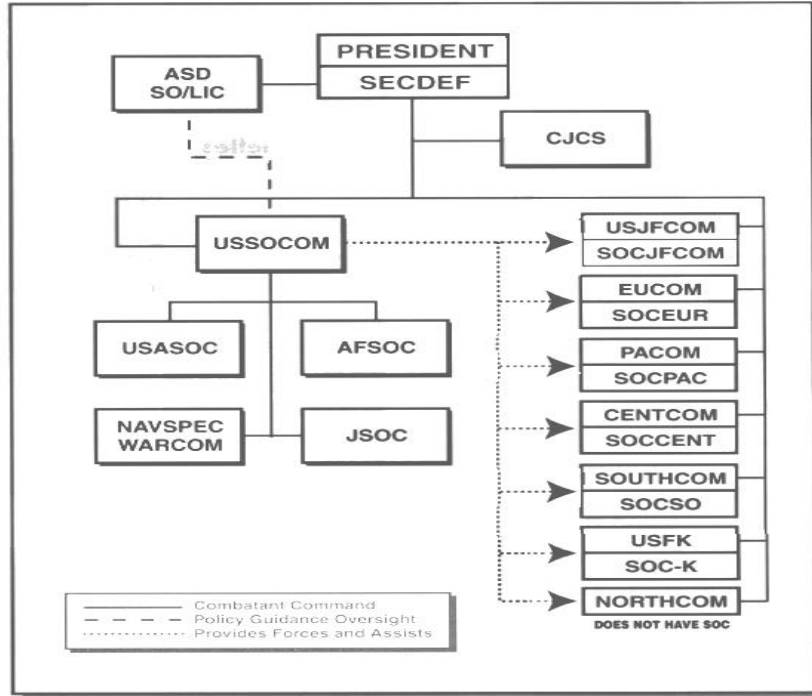 PRESIDENT
SECDEF
ASD
SO/LIC
CJCS
USSOCOM
USJFCOM
SOCJFCOM
EUCOM
SOCEUR
USASOC
AFSOC
PACOM
SOCPAC
NAVSPEC
WARCOM
JSOC
CENTCOM
SOCCENT
SOUTHCOM
SOCSO
USFK
SOC-K
NORTHCOM
DOES NOT HAVE SOC
Combatant Command
Policy Guidance Oversight
Provides Forces and Assists